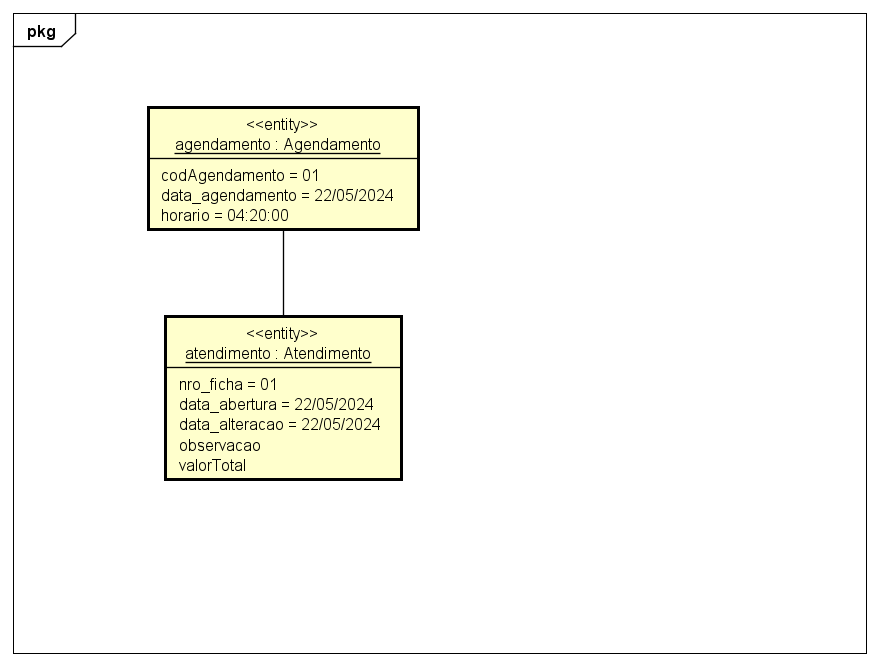 pkg
<<entity>>
agendamento : Agendamento
codAgendamento = 01
data_agendamento = 22/05/2024
horario = 04:20:00
<<entity>>
atendimento : Atendimento
nro_ficha = 01
data_abertura = 22/05/2024
data_alteracao = 22/05/2024
observacao
valorTotal